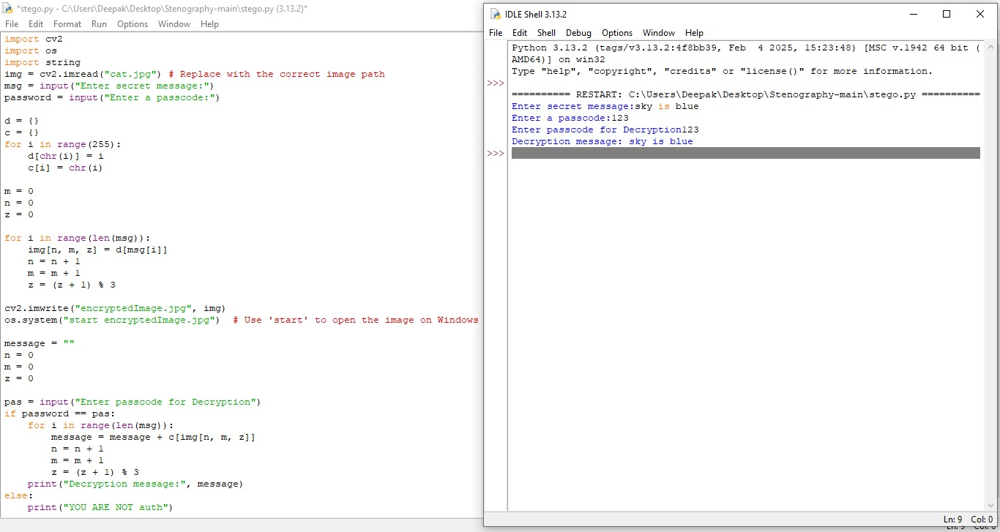 *stego.py - C:\Users\Deepak\Desktop\Stenography-main\stego.py (3.13.2)*
File Edit Format Run Options Window Help
import cv2
import os
import string
img = cv2.imread("cat.jpg") # Replace with the correct image path
msg = input("Enter secret message:")
password = input("Enter a passcode:")
d = {}
c = {}
for i in range(255):
    d[chr(i)] = i
    c[i] = chr(i)
m = 0
n = 0
z = 0
for i in range(len(msg)):
    img[n, m, z] = d[msg[i]]
    n = n + 1
    m = m + 1
    z = (z + 1) % 3
cv2.imwrite("encryptedImage.jpg", img)
os.system("start encryptedImage.jpg")  # Use 'start' to open the image on Windows
message = ""
n = 0
m = 0
z = 0
pas = input("Enter passcode for Decryption")
if password == pas:
    for i in range(len(msg)):
        message = message + c[img[n, m, z]]
        n = n + 1
        m = m + 1
        z = (z + 1) % 3
    print("Decryption message:", message)
else:
    print("YOU ARE NOT auth")
IDLE Shell 3.13.2
File Edit Shell Debug Options Window Help
Python 3.13.2 (tags/v3.13.2:4f8bb39, Feb  4 2025, 15:23:48) [MSC v.1942 64 bit (
AMD64)] on win32
Type "help", "copyright", "credits" or "license()" for more information.
>>>
========== RESTART: C:\Users\Deepak\Desktop\Stenography-main\stego.py ==========
Enter secret message:sky is blue
Enter a passcode:123
Enter passcode for Decryption123
Decryption message: sky is blue
>>>
Ln: 9 Col: 0
Ln: 9 Col: 0